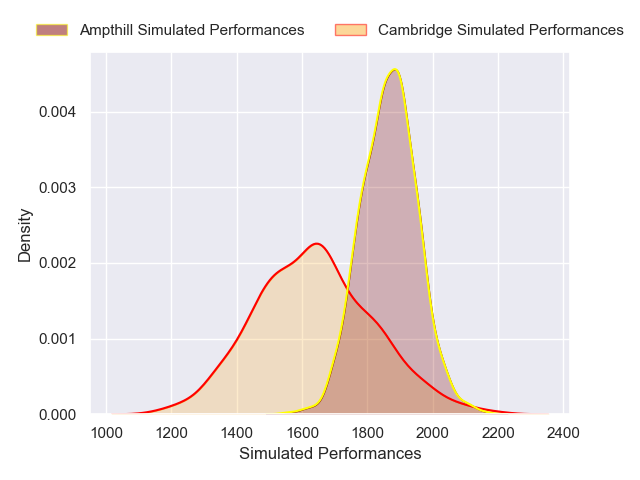 Ampthill Simulated Performances Cambridge Simulated Performances
0.004
0.003
0.002
0.001
0.000
Density
1000 1200 1400 1600 1800 2000 2200 2400
Simulated Performances